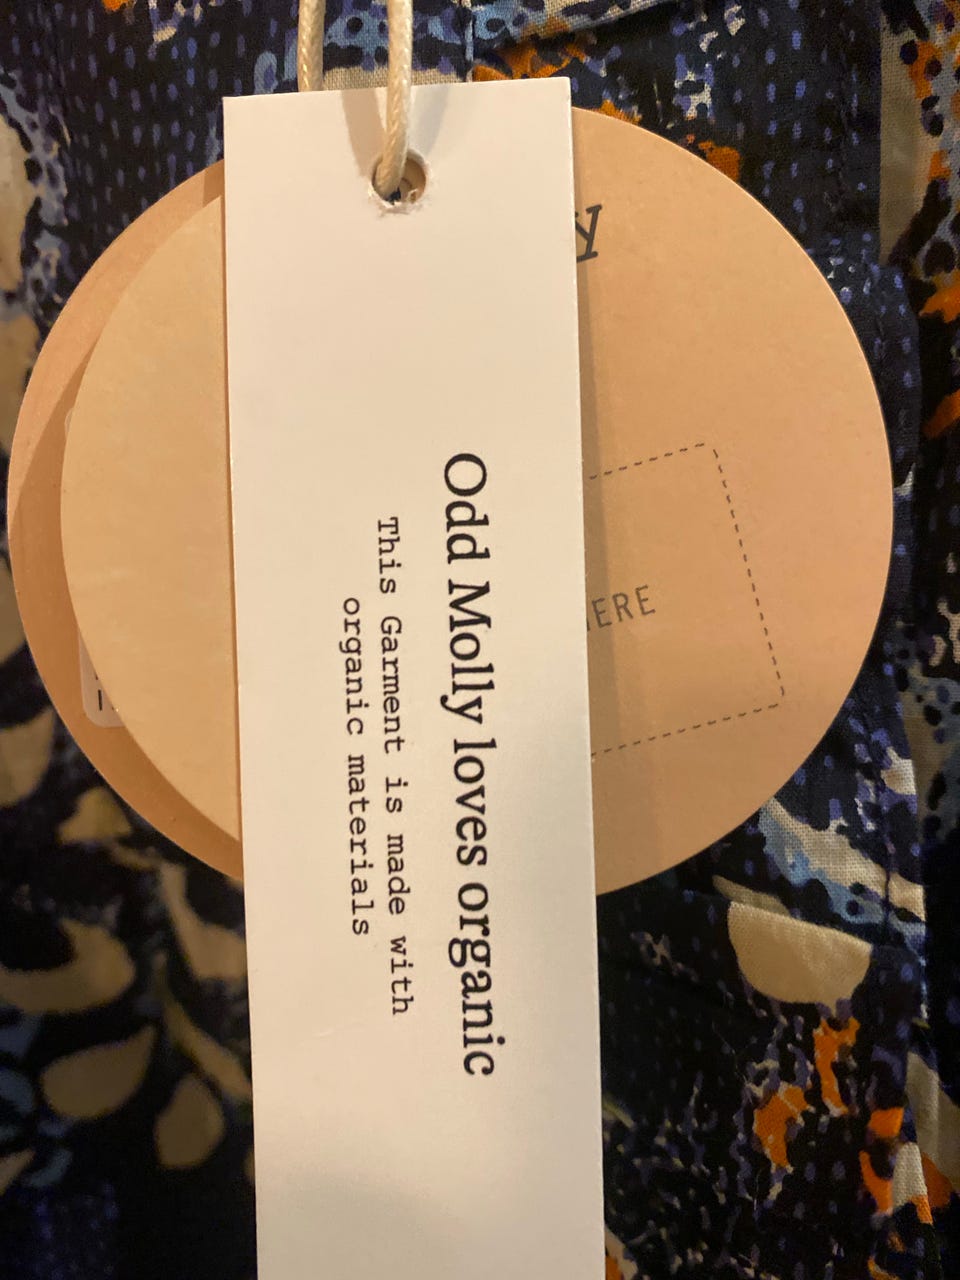 Odd Molly loves organic
This Garment is made with
organic materials
y
ERE